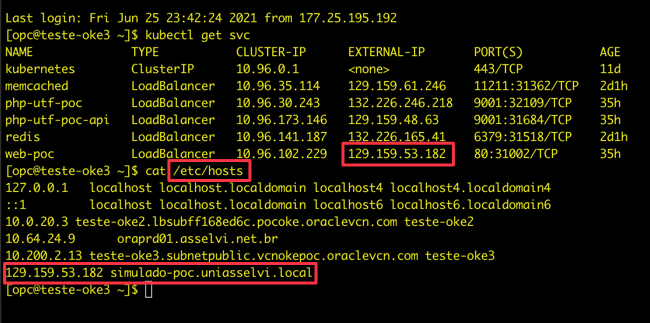 Last login: Fri Jun 25 23:42:24 2021 from 177.25.195.192
[opc@teste-oke3 ~]$ kubectl get svc
NAME TYPE CLUSTER-IP EXTERNAL-IP PORT(S) AGE
kubernetes ClusterIP 10.96.0.1 <none> 443/TCP 11d
memcached LoadBalancer 10.96.35.114 129.159.61.246 11211:31362/TCP 2d1h
php-utf-poc LoadBalancer 10.96.30.243 132.226.246.218 9001:32109/TCP 35h
php-utf-poc-api LoadBalancer 10.96.173.146 129.159.48.63 9001:31684/TCP 35h
redis LoadBalancer 10.96.141.187 132.226.165.41 6379:31518/TCP 2d1h
web-poc LoadBalancer 10.96.102.229 129.159.53.182 80:31002/TCP 35h
[opc@teste-oke3 ~]$ cat /etc/hosts
127.0.0.1 localhost localhost.localdomain localhost4 localhost4.localdomain4
::1 localhost localhost.localdomain localhost6 localhost6.localdomain6
10.0.20.3 teste-oke2.lbsubff168ed6c.pocoke.oraclevcn.com teste-oke2
10.64.24.9 oraprd01.asselvi.net.br
10.200.2.13 teste-oke3.subnetpublic.vcnokepoc.oraclevcn.com teste-oke3
129.159.53.182 simulado-poc.uniasselvi.local
[opc@teste-oke3 ~]$